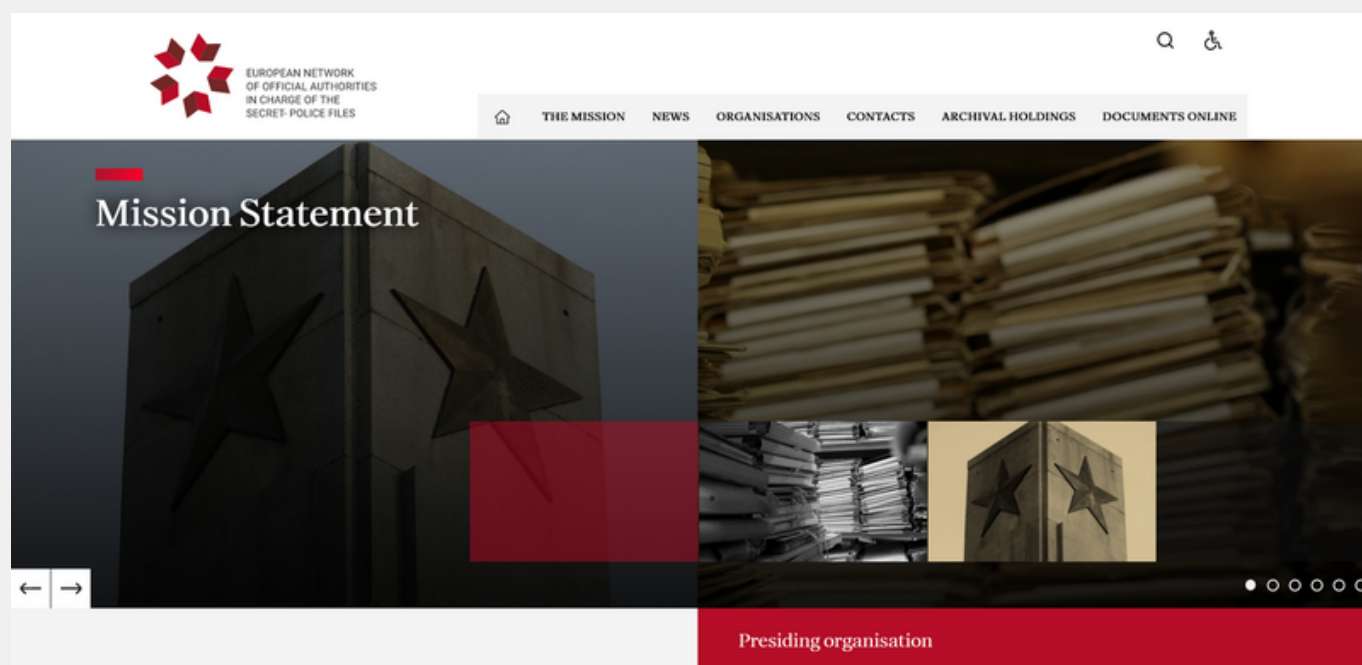 EUROPEAN NETWORK
OF OFFICIAL AUTHORITIES
IN CHARGE OF THE
SECRET- POLICE FILES
THE MISSION NEWS ORGANISATIONS CONTACTS ARCHIVAL HOLDINGS DOCUMENTS ONLINE
Mission Statement
Presiding organisation